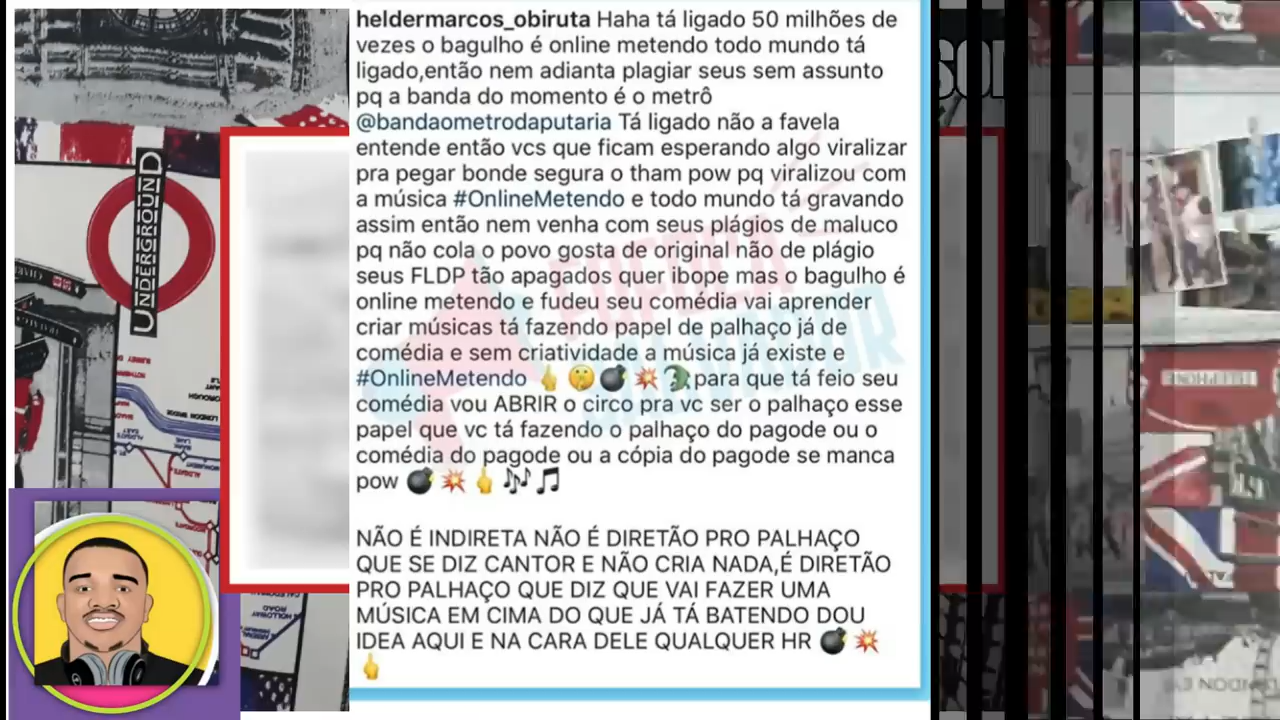 heldermarcos_obiruta Haha tá ligado 50 milhões de
vezes o bagulho é online metendo todo mundo tá
ligado,então nem adianta plagiar seus sem assunto
pq a banda do momento é o metrô
@bandaometrodaputaria Tá ligado não a favela
entende então vcs que ficam esperando algo viralizar
pra pegar bonde segura o tham pow pq viralizou com
a música #OnlineMetendo e todo mundo tá gravando
assim então nem venha com seus plágios de maluco
pq não cola o povo gosta de original não de plágio
seus FLDP tão apagados quer ibope mas o bagulho é
online metendo e fudeu seu comédia vai aprender
criar músicas tá fazendo papel de palhaço já de
comédia e sem criatividade a música já existe e
#OnlineMetendo 🖕🤫💣💥🐊para que tá feio seu
comédia vou ABRIR o circo pra vc ser o palhaço esse
papel que vc tá fazendo o palhaço do pagode ou o
comédia do pagode ou a cópia do pagode se manca
pow 💣💥🖕🎶🎵
NÃO É INDIRETA NÃO É DIRETÃO PRO PALHAÇO
QUE SE DIZ CANTOR E NÃO CRIA NADA,É DIRETÃO
PRO PALHAÇO QUE DIZ QUE VAI FAZER UMA
MÚSICA EM CIMA DO QUE JÁ TÁ BATENDO DOU
IDEA AQUI E NA CARA DELE QUALQUER HR 💣💥
🖕
UNDERGROUND
TELEPHONE